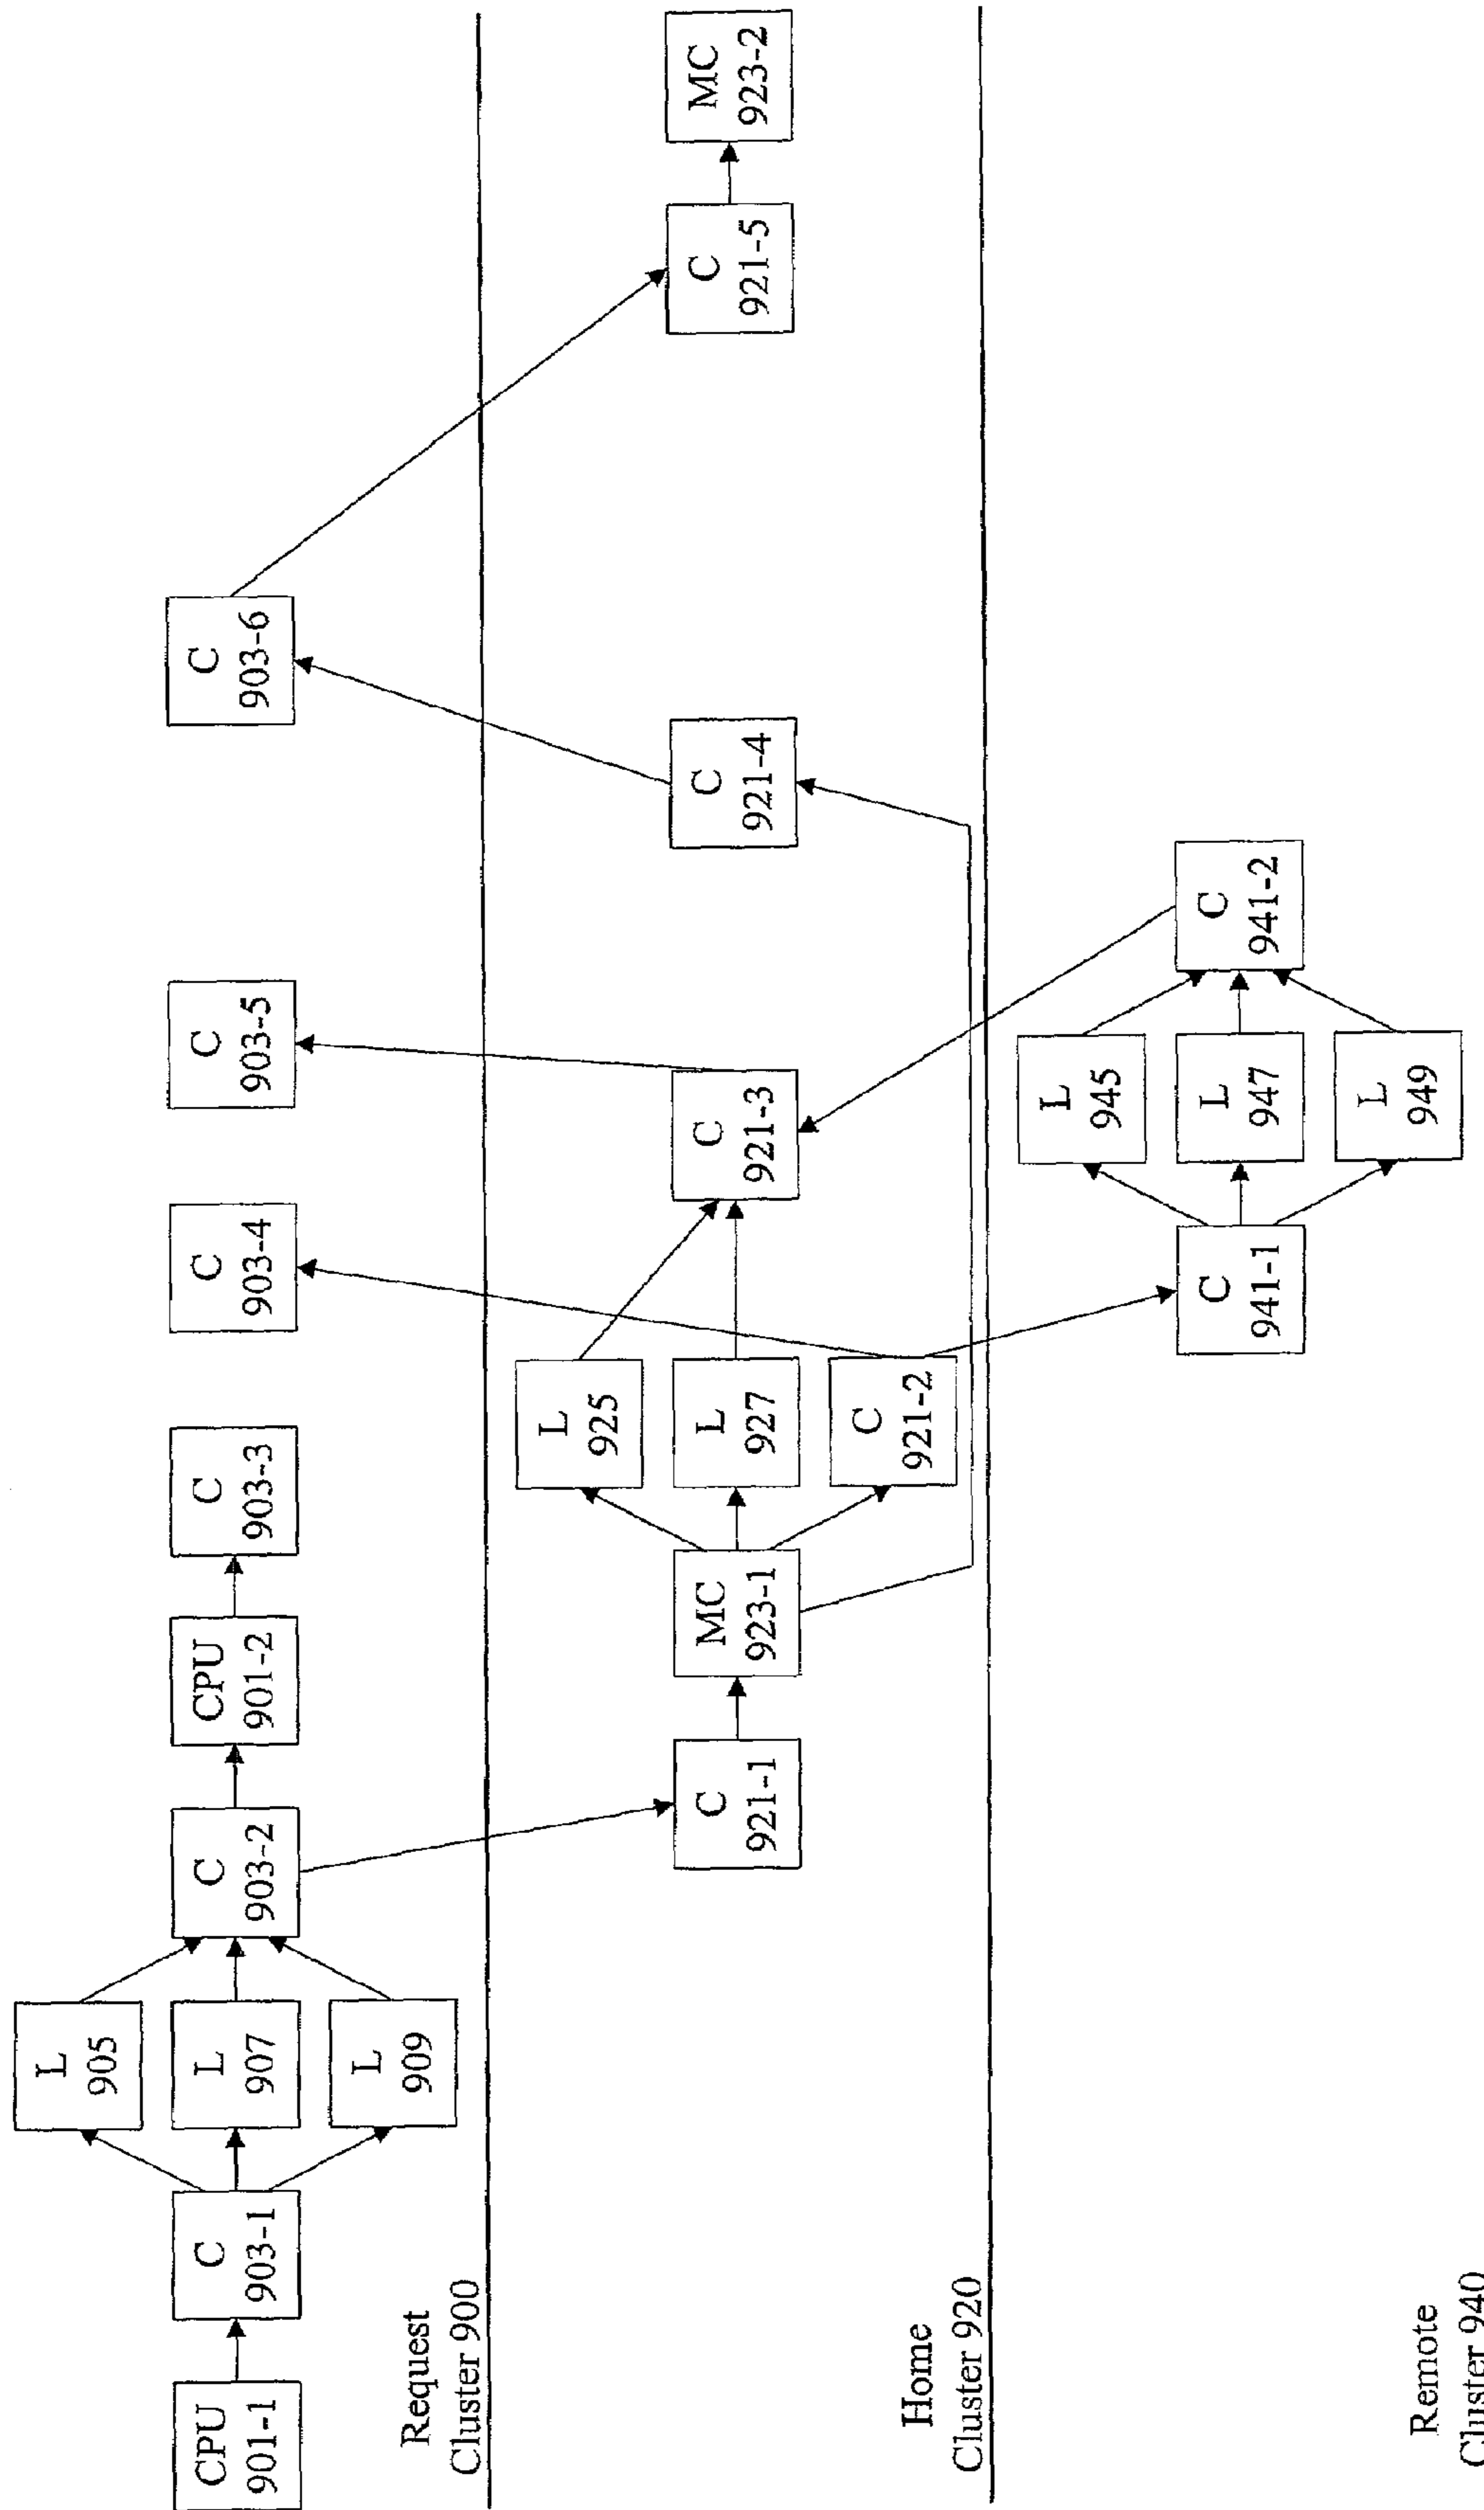 CPU
901-1
C
903-1
L
905
L
907
L
909
C
903-2
CPU
901-2
C
903-3
C
903-4
C
903-5
C
903-6
Request
Cluster 900
C
921-1
MC
923-1
L
925
L
927
C
921-2
C
921-3
C
921-4
C
921-5
MC
923-2
Home
Cluster 920
C
941-1
L
945
L
947
L
949
C
941-2
Remote
Cluster 940